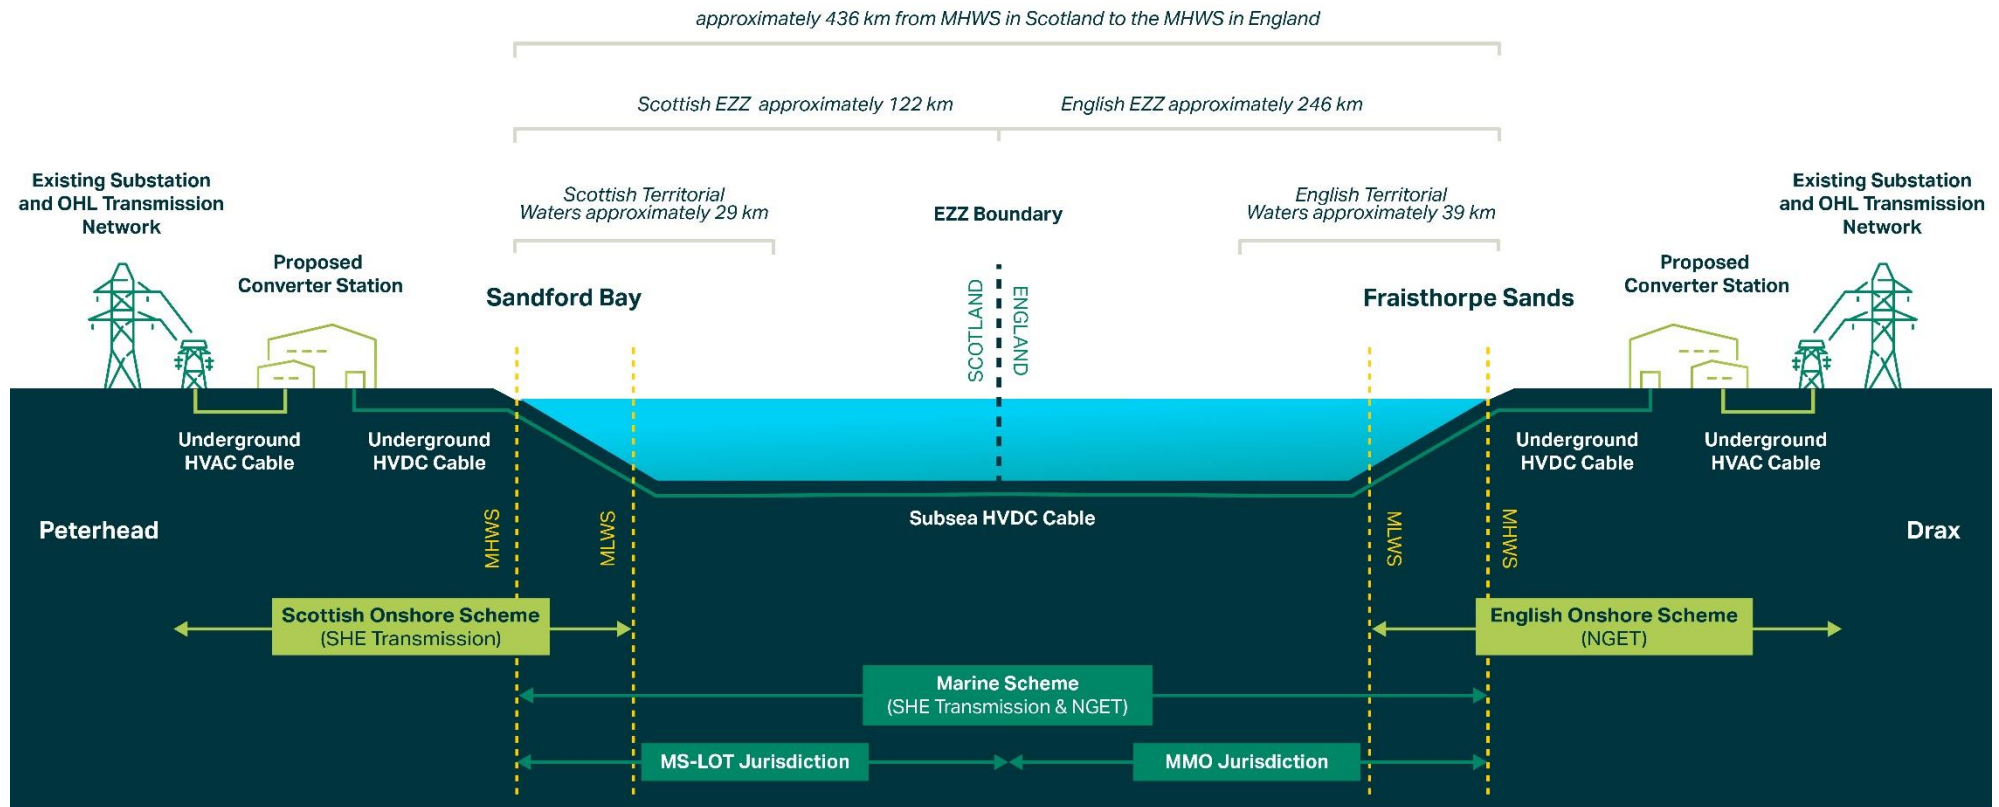 approximately 436 km from MHWS in Scotland to the MHWS in England
Scottish EZZ approximately 122 km
English EZZ approximately 246 km
Existing Substation
and OHL Transmission
Network
Scottish Territorial
Waters approximately 29 km
EZZ Boundary
English Territorial
Waters approximately 39 km
Existing Substation
and OHL Transmission
Network
Proposed
Converter Station
Sandford Bay
SCOTLAND
ENGLAND
Fraisthorpe Sands
Proposed
Converter Station
Underground
HVAC Cable
Underground
HVDC Cable
Underground
HVDC Cable
Underground
HVAC Cable
Peterhead
MHWS
MLWS
Subsea HVDC Cable
MLWS
MHWS
Drax
Scottish Onshore Scheme
(SHE Transmission)
English Onshore Scheme
(NGET)
Marine Scheme
(SHE Transmission & NGET)
MS-LOT Jurisdiction
MMO Jurisdiction